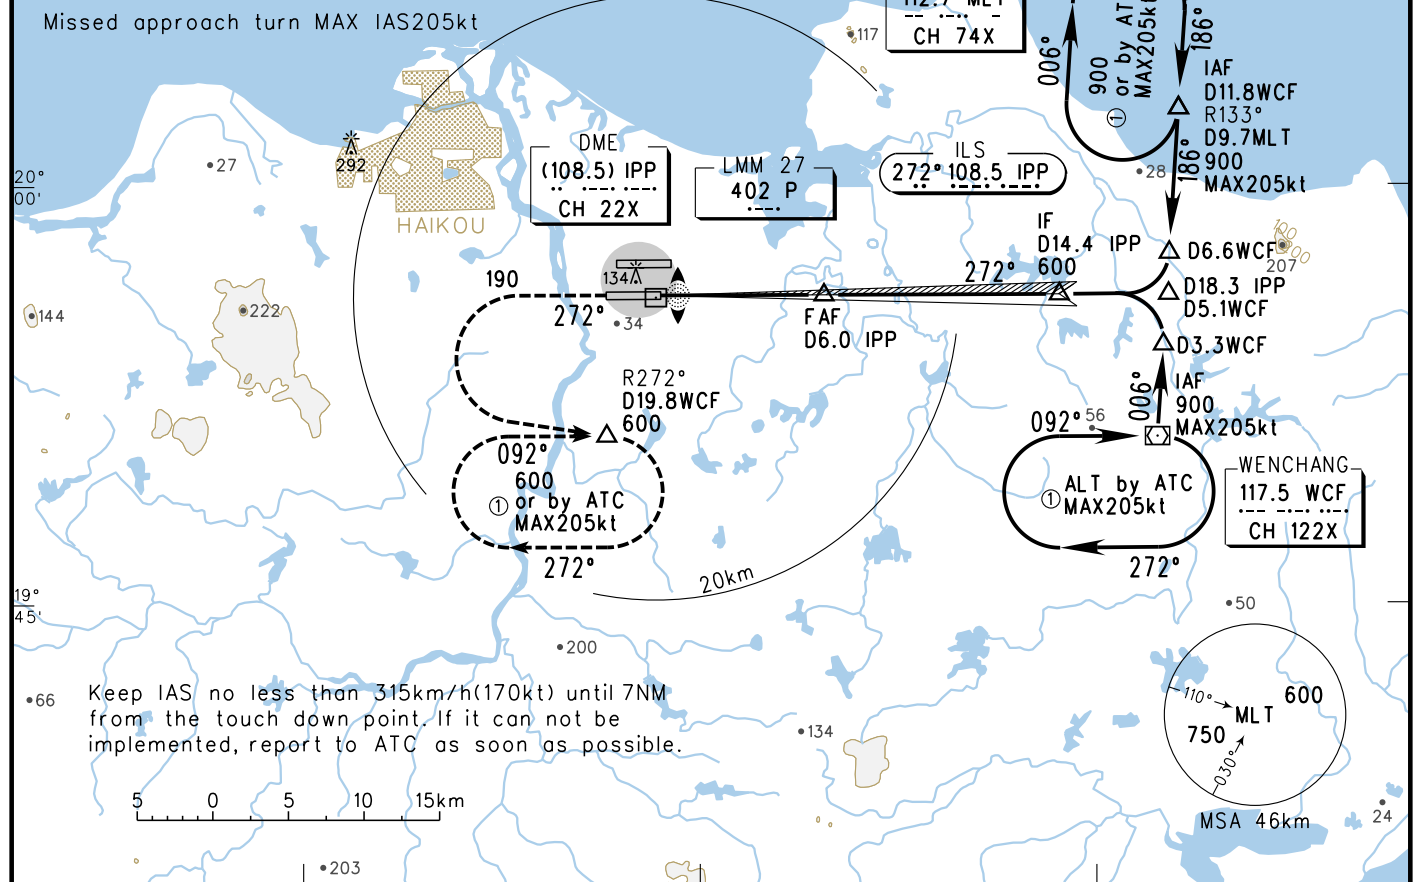 Missed approach turn MAX IAS205kt
112.7 MLT
CH 74X
117
006°
900
or by AT
MAX205kt
1
186°
IAF
D11.8WCF
R133°
D9.7MLT
900
MAX205kt
186°
28
292
27
20°
00'
HAIKOU
DME
(108.5) IPP
CH 22X
LMM 27
402 P
ILS
272° 108.5 IPP
IF
D14.4 IPP
600
272°
D6.6WCF
100
100
207
D18.3 IPP
D5.1WCF
D3.3WCF
190
134
272°
34
FAF
D6.0 IPP
144
222
R272°
D19.8WCF
600
IAF
900
MAX205kt
006°
092°
56
092°
600
1
or by ATC
MAX205kt
272°
ALT by ATC
1
MAX205kt
272°
WENCHANG
117.5 WCF
CH 122X
20km
19°
45'
50
200
66
Keep IAS no less than 315km/h(170kt) until 7NM
from the touch down point. If it can not be
implemented, report to ATC as soon as possible.
134
110°
MLT
600
750
030°
MSA 46km
24
5 0 5 10 15km
203